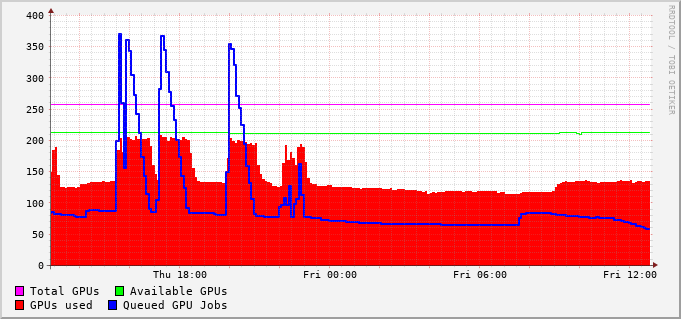 400
350
300
250
200
150
100
50
0
Thu 18:00 Fri 00:00 Fri 06:00 Fri 12:00
Total GPUs Available GPUs
GPUs used Queued GPU Jobs
RRDTOOL / TOBI OETIKER